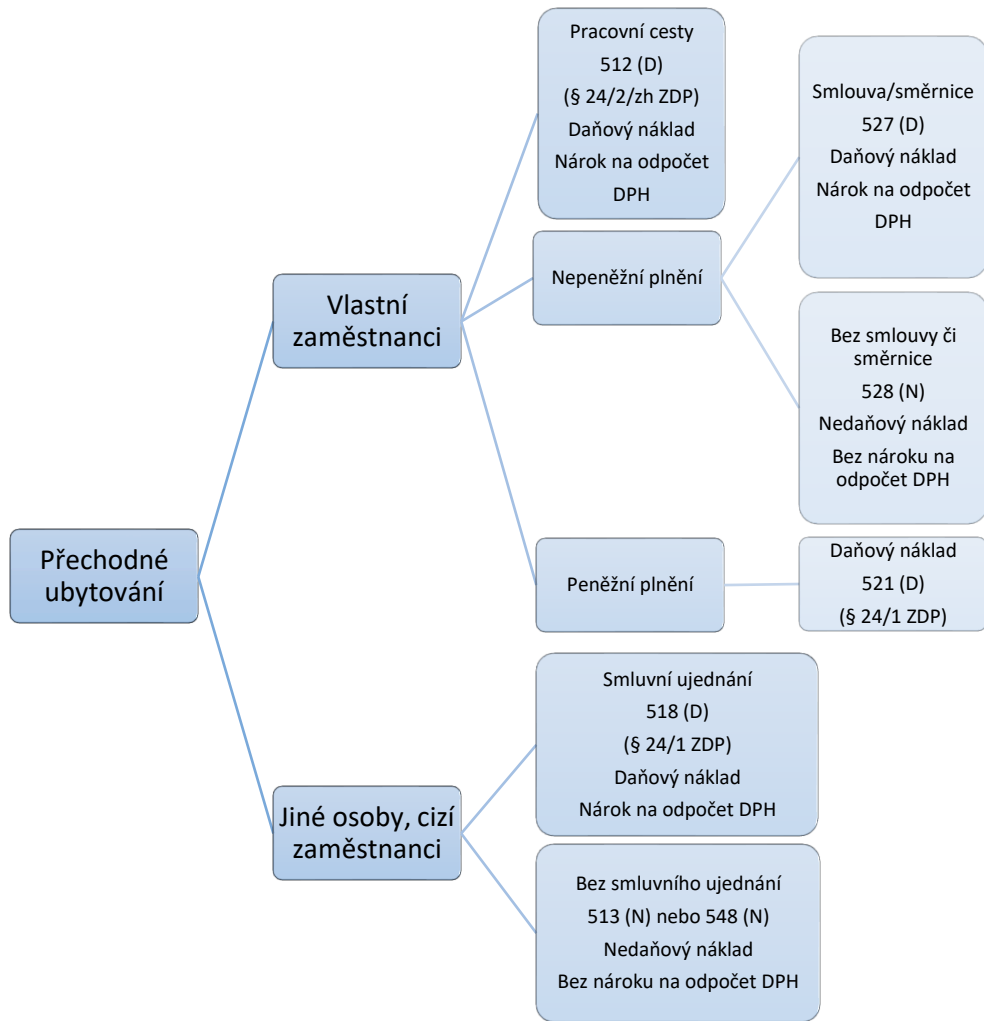 Přechodné
ubytování
Vlastní
zaměstnanci
Pracovní cesty
512 (D)
(§ 24/2/zh ZDP)
Daňový náklad
Nárok na odpočet
DPH
Nepeněžní plnění
Smlouva/směrnice
527 (D)
Daňový náklad
Nárok na odpočet
DPH
Bez smlouvy či
směrnice
528 (N)
Nedaňový náklad
Bez nároku na
odpočet DPH
Peněžní plnění
Daňový náklad
521 (D)
(§ 24/1 ZDP)
Jiné osoby, cizí
zaměstnanci
Smluvní ujednání
518 (D)
(§ 24/1 ZDP)
Daňový náklad
Nárok na odpočet DPH
Bez smluvního ujednání
513 (N) nebo 548 (N)
Nedaňový náklad
Bez nároku na odpočet DPH